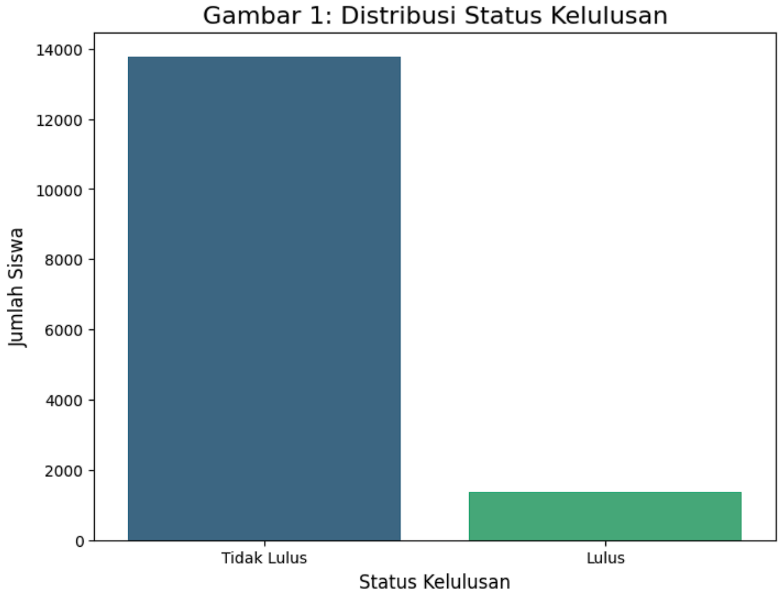 Gambar 1: Distribusi Status Kelulusan
14000
12000
10000
8000
6000
4000
2000
0
Jumlah Siswa
Tidak Lulus
Lulus
Status Kelulusan